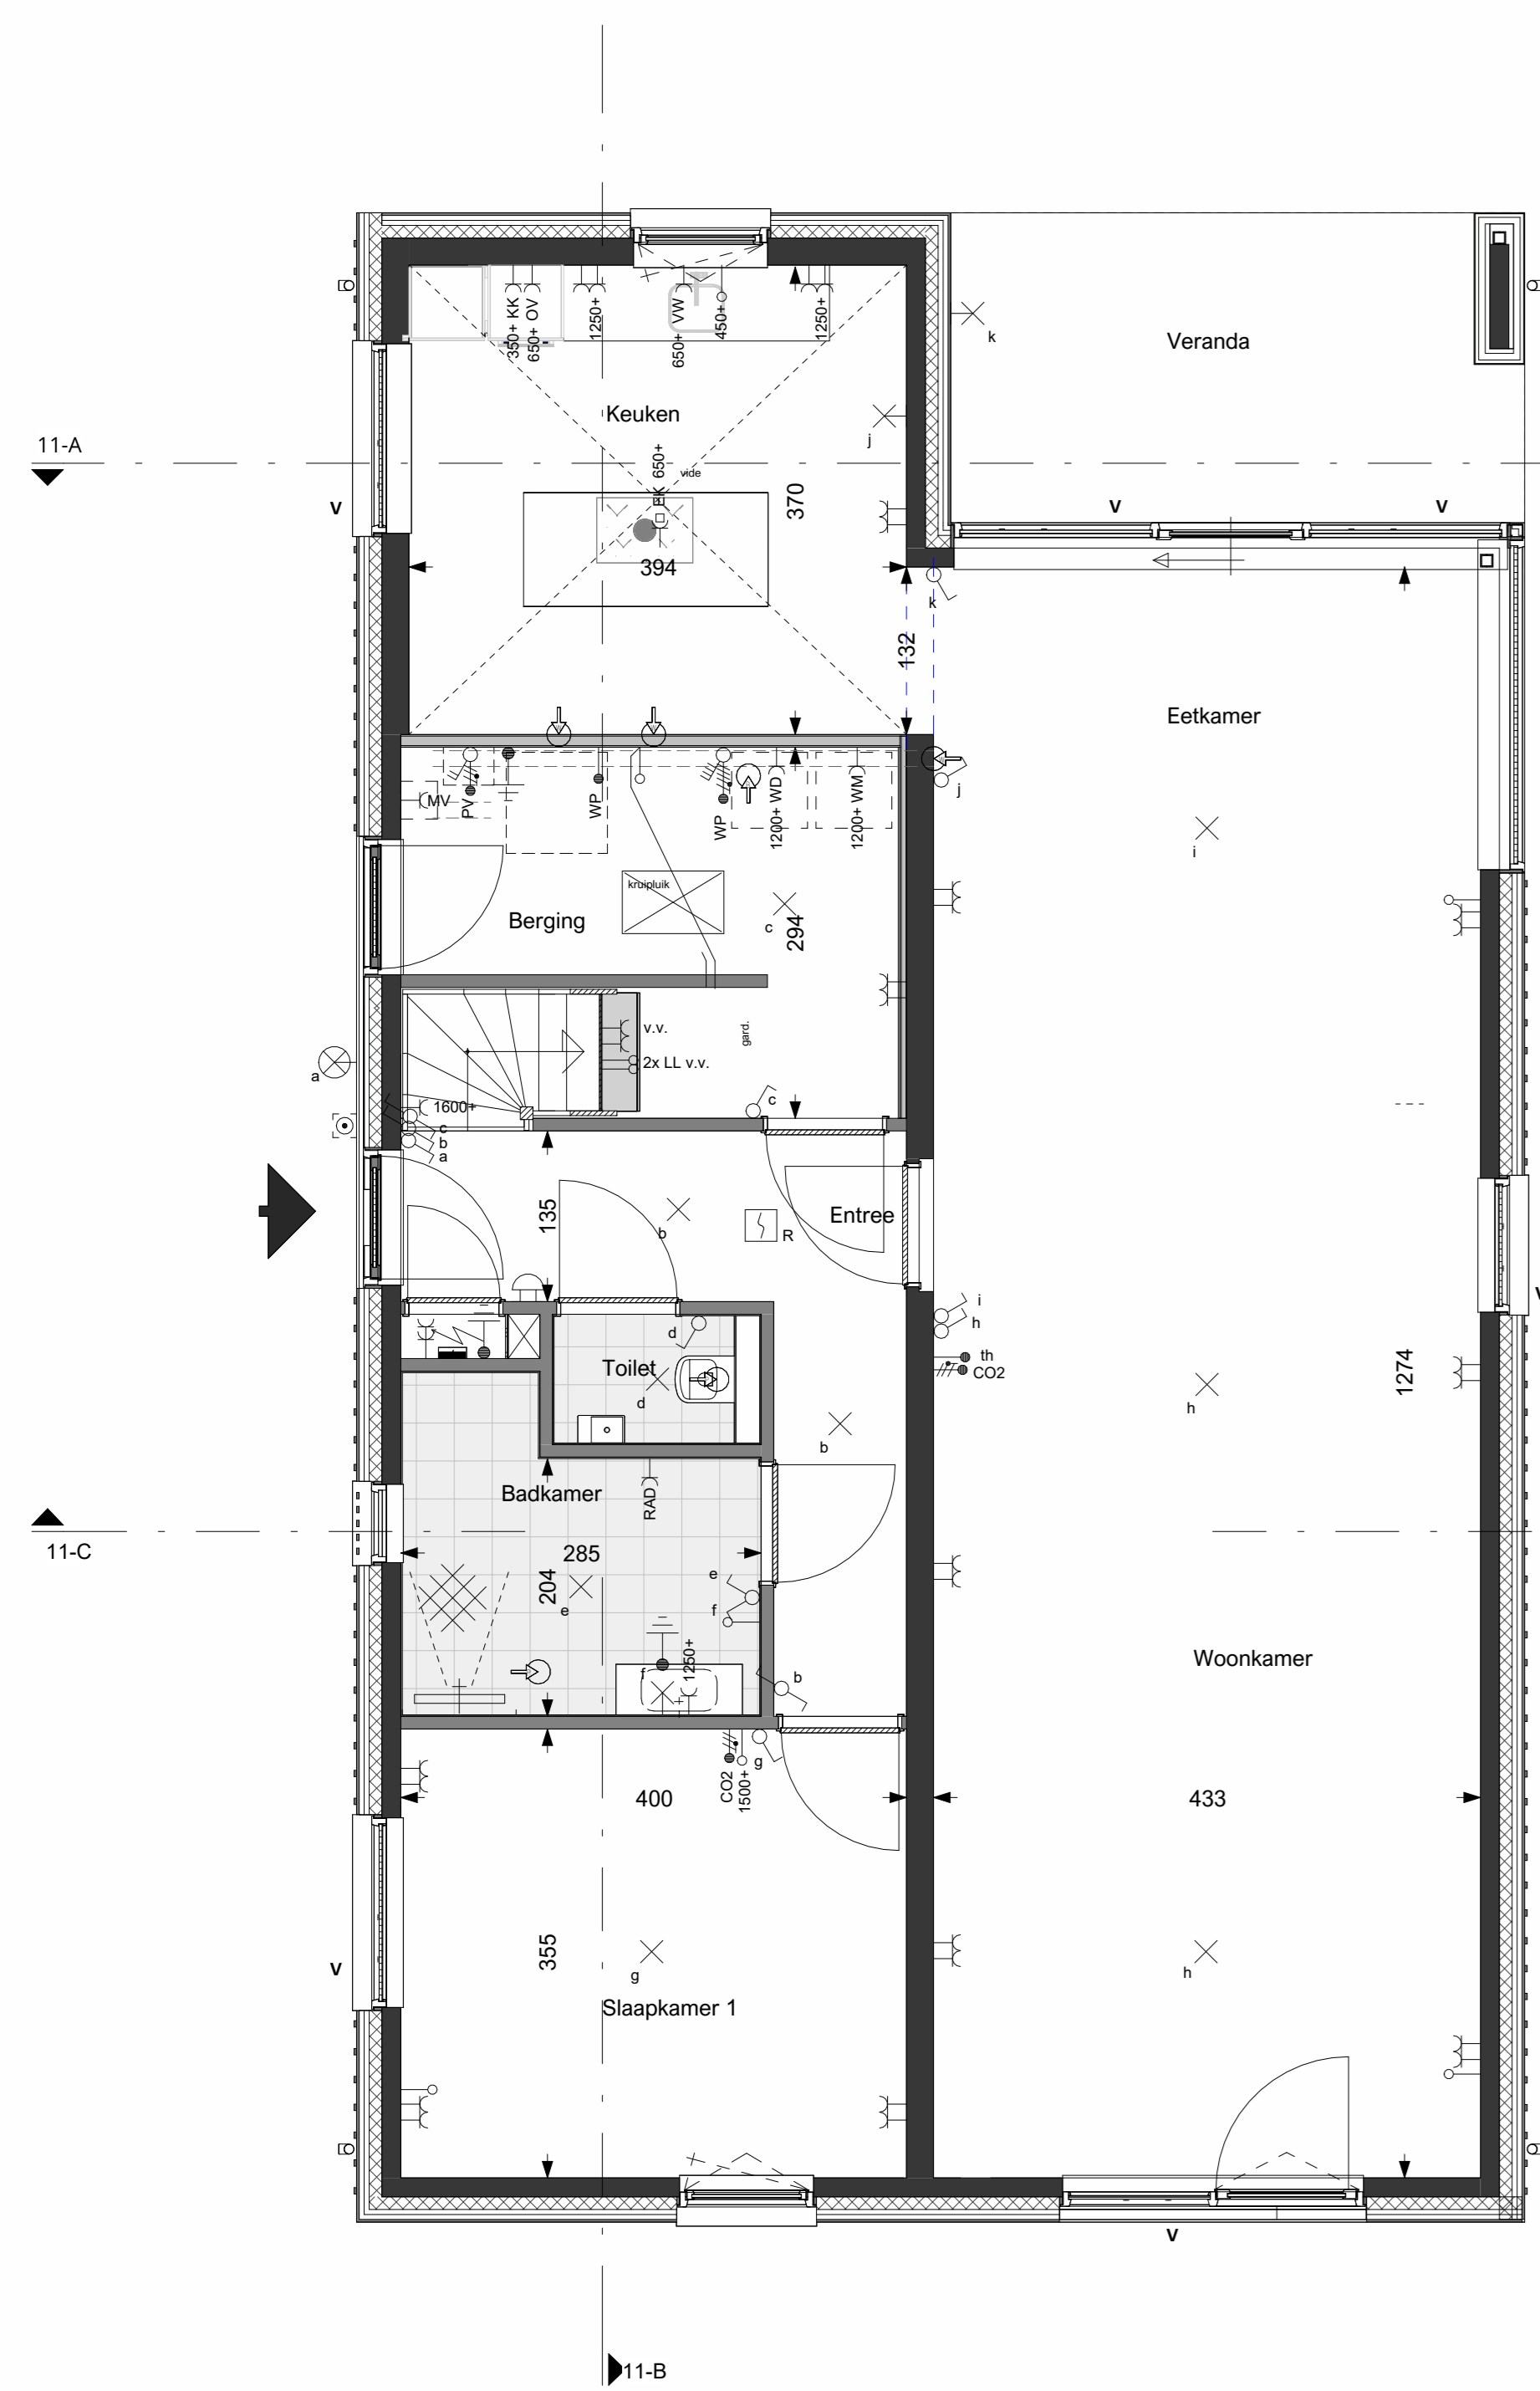 350+ KK
650+ OV
1250+
650+ VW
450+
1250+
k
Veranda
Keuken
j
11-A
650+
vide
V
V
V
370
394
k
132
Eetkamer
MV
PV
WP
WP
1200+ WD
1200+ WM
j
i
kruipluik
Berging
c
294
v.v.
gard.
2x LL v.v.
a
1600+
c
c
b
a
135
b
Entree
R
V
i
h
d
th
Toilet
CO2
1274
d
h
b
Badkamer
RAD
11-C
285
204
e
e
f
Woonkamer
1250+
f
b
g
CO2
1500+
400
433
355
V
g
h
Slaapkamer 1
V
11-B